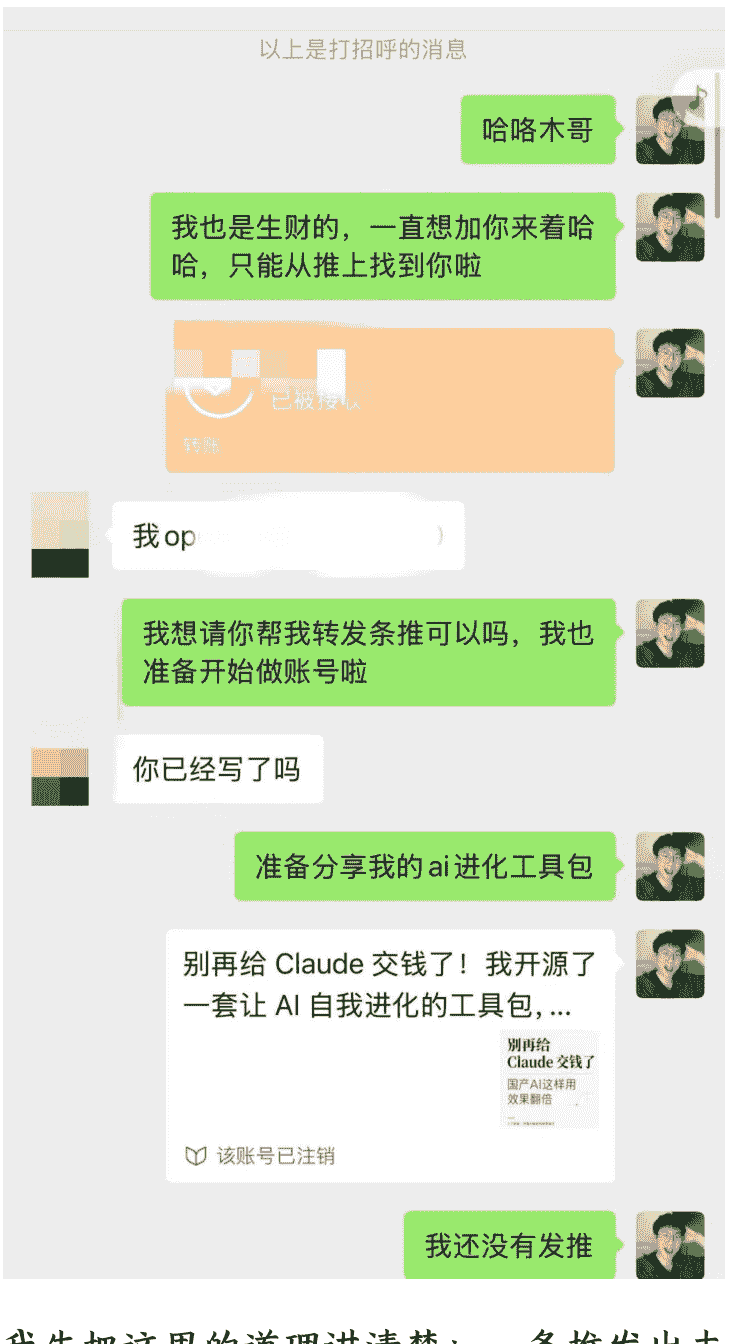 以上是打招呼的消息
哈咯木哥
我也是生财的，一直想加你来着哈
哈，只能从推上找到你啦
已被接收
转账
我op
）
我想请你帮我转发条推可以吗，我也
准备开始做账号啦
你已经写了吗
准备分享我的ai进化工具包
别再给 Claude 交钱了！我开源了
一套让 AI 自我进化的工具包, ...
别再给
Claude 交钱了
国产AI这样用
效果翻倍
该账号已注销
我还没有发推